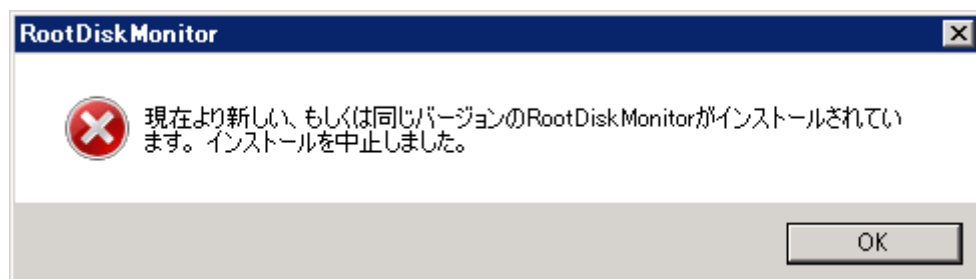 RootDiskMonitor
現在より新しい、もしくは同じバージョンのRootDiskMonitorがインストールされてい
ます。インストールを中止しました。
OK